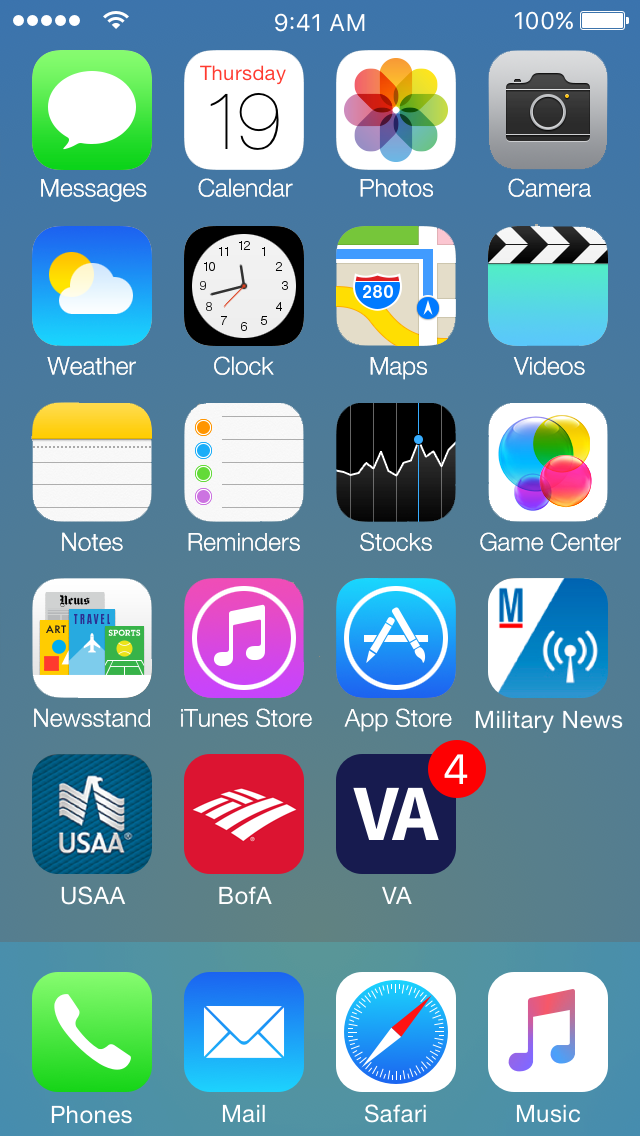 9:41 AM 100%
Thursday
19
Messages Calendar Photos Camera
12
11 1
10 2
9 3
8 4
7 5
6
280
Weather Clock Maps Videos
Notes Reminders Stocks Game Center
News
TRAVEL
ART
SPORTS
M
Newsstand iTunes Store App Store Military News
4
USAA®
VA
USAA BofA VA
Phones Mail Safari Music